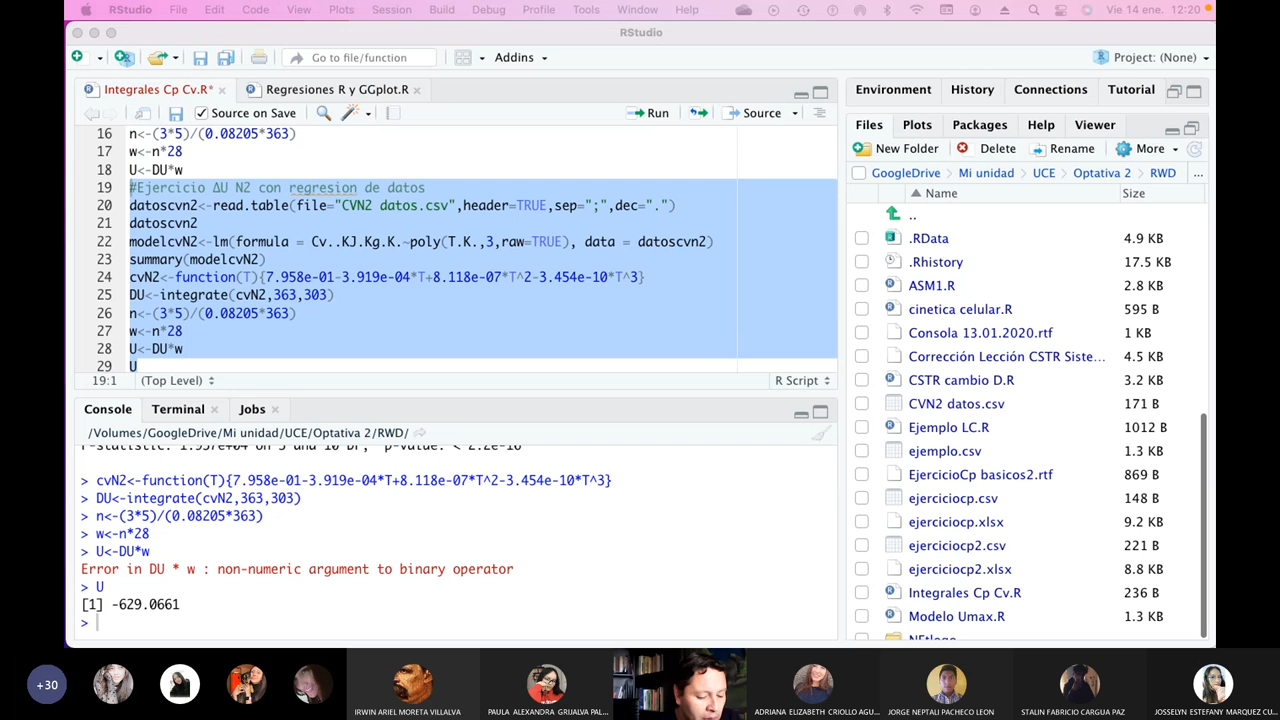 RStudio File Edit Code View Plots Session Build Debug Profile Tools Window Help Vie 14 ene. 12:20
RStudio
Go to file/function Addins Project: (None)
Integrales Cp Cv.R* Regresiones R y GGplot.R
Source on Save Run Source
16 n<-(3*5)/(0.08205*363)
17 w<-n*28
18 U<-DU*w
19 #Ejercicio ΔU N2 con regresion de datos
20 datoscvn2<-read.table(file="CVN2 datos.csv",header=TRUE,sep=";",dec=".")
21 datoscvn2
22 modelcvN2<-lm(formula = Cv..KJ.Kg.K.~poly(T.K.,3,raw=TRUE), data = datoscvn2)
23 summary(modelcvN2)
24 cvN2<-function(T){7.958e-01-3.919e-04*T+8.118e-07*T^2-3.454e-10*T^3}
25 DU<-integrate(cvN2,363,303)
26 n<-(3*5)/(0.08205*363)
27 w<-n*28
28 U<-DU*w
29 U
19:1 (Top Level) R Script
Console Terminal Jobs
/Volumes/GoogleDrive/Mi unidad/UCE/Optativa 2/RWD/
> cvN2<-function(T){7.958e-01-3.919e-04*T+8.118e-07*T^2-3.454e-10*T^3}
> DU<-integrate(cvN2,363,303)
> n<-(3*5)/(0.08205*363)
> w<-n*28
> U<-DU*w
Error in DU * w : non-numeric argument to binary operator
> U
[1] -629.0661
>
Environment History Connections Tutorial
Files Plots Packages Help Viewer
New Folder Delete Rename More
GoogleDrive Mi unidad UCE Optativa 2 RWD ...
Name Size
..
.RData 4.9 KB
.Rhistory 17.5 KB
ASM1.R 2.8 KB
cinetica celular.R 595 B
Consola 13.01.2020.rtf 1 KB
Corrección Lección CSTR Siste... 4.5 KB
CSTR cambio D.R 3.2 KB
CVN2 datos.csv 171 B
Ejemplo LC.R 1012 B
ejemplo.csv 1.3 KB
EjercicioCp basicos2.rtf 869 B
ejerciciocp.csv 148 B
ejerciciocp.xlsx 9.2 KB
ejerciciocp2.csv 221 B
ejerciciocp2.xlsx 8.8 KB
Integrales Cp Cv.R 236 B
Modelo Umax.R 1.3 KB
+30
IRWIN ARIEL MORETA VILLALVA
PAULA ALEXANDRA GRIJALVA PAL...
ADRIANA ELIZABETH CRIOLLO AGU...
JORGE NEPTALI PACHECO LEON
STALIN FABRICIO CARGUA PAZ
JOSSELYN ESTEFANY MARQUEZ CU...